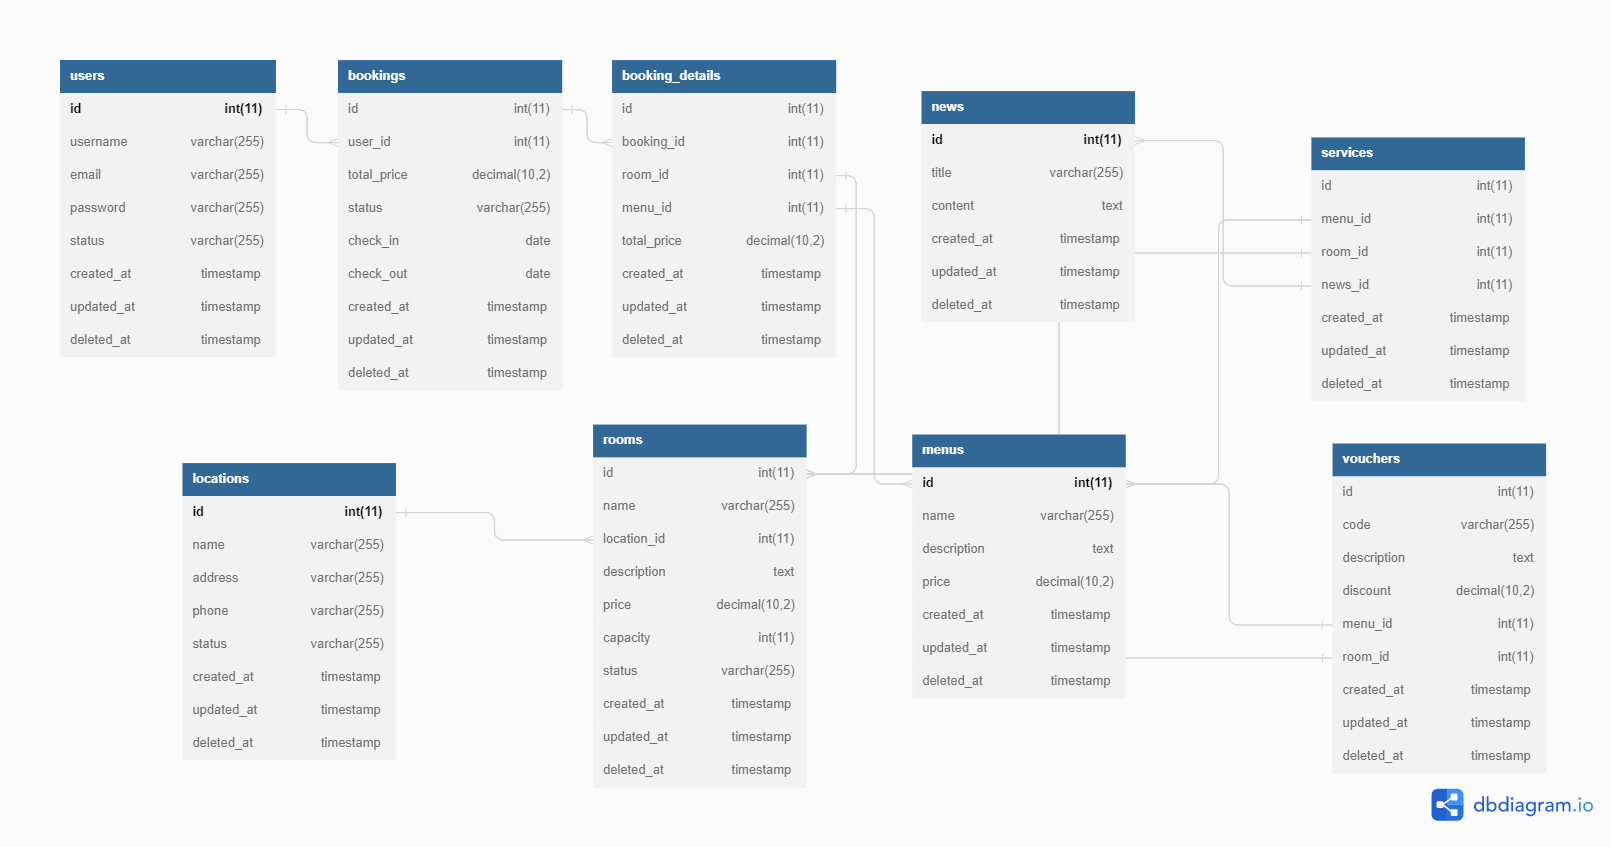 users
id int(11)
username varchar(255)
email varchar(255)
password varchar(255)
status varchar(255)
created_at timestamp
updated_at timestamp
deleted_at timestamp
bookings
id int(11)
user_id int(11)
total_price decimal(10,2)
status varchar(255)
check_in date
check_out date
created_at timestamp
updated_at timestamp
deleted_at timestamp
booking_details
id int(11)
booking_id int(11)
room_id int(11)
menu_id int(11)
total_price decimal(10,2)
created_at timestamp
updated_at timestamp
deleted_at timestamp
news
id int(11)
title varchar(255)
content text
created_at timestamp
updated_at timestamp
deleted_at timestamp
services
id int(11)
menu_id int(11)
room_id int(11)
news_id int(11)
created_at timestamp
updated_at timestamp
deleted_at timestamp
locations
id int(11)
name varchar(255)
address varchar(255)
phone varchar(255)
status varchar(255)
created_at timestamp
updated_at timestamp
deleted_at timestamp
rooms
id int(11)
name varchar(255)
location_id int(11)
description text
price decimal(10,2)
capacity int(11)
status varchar(255)
created_at timestamp
updated_at timestamp
deleted_at timestamp
menus
id int(11)
name varchar(255)
description text
price decimal(10,2)
created_at timestamp
updated_at timestamp
deleted_at timestamp
vouchers
id int(11)
code varchar(255)
description text
discount decimal(10,2)
menu_id int(11)
room_id int(11)
created_at timestamp
updated_at timestamp
deleted_at timestamp
dbdiagram.io